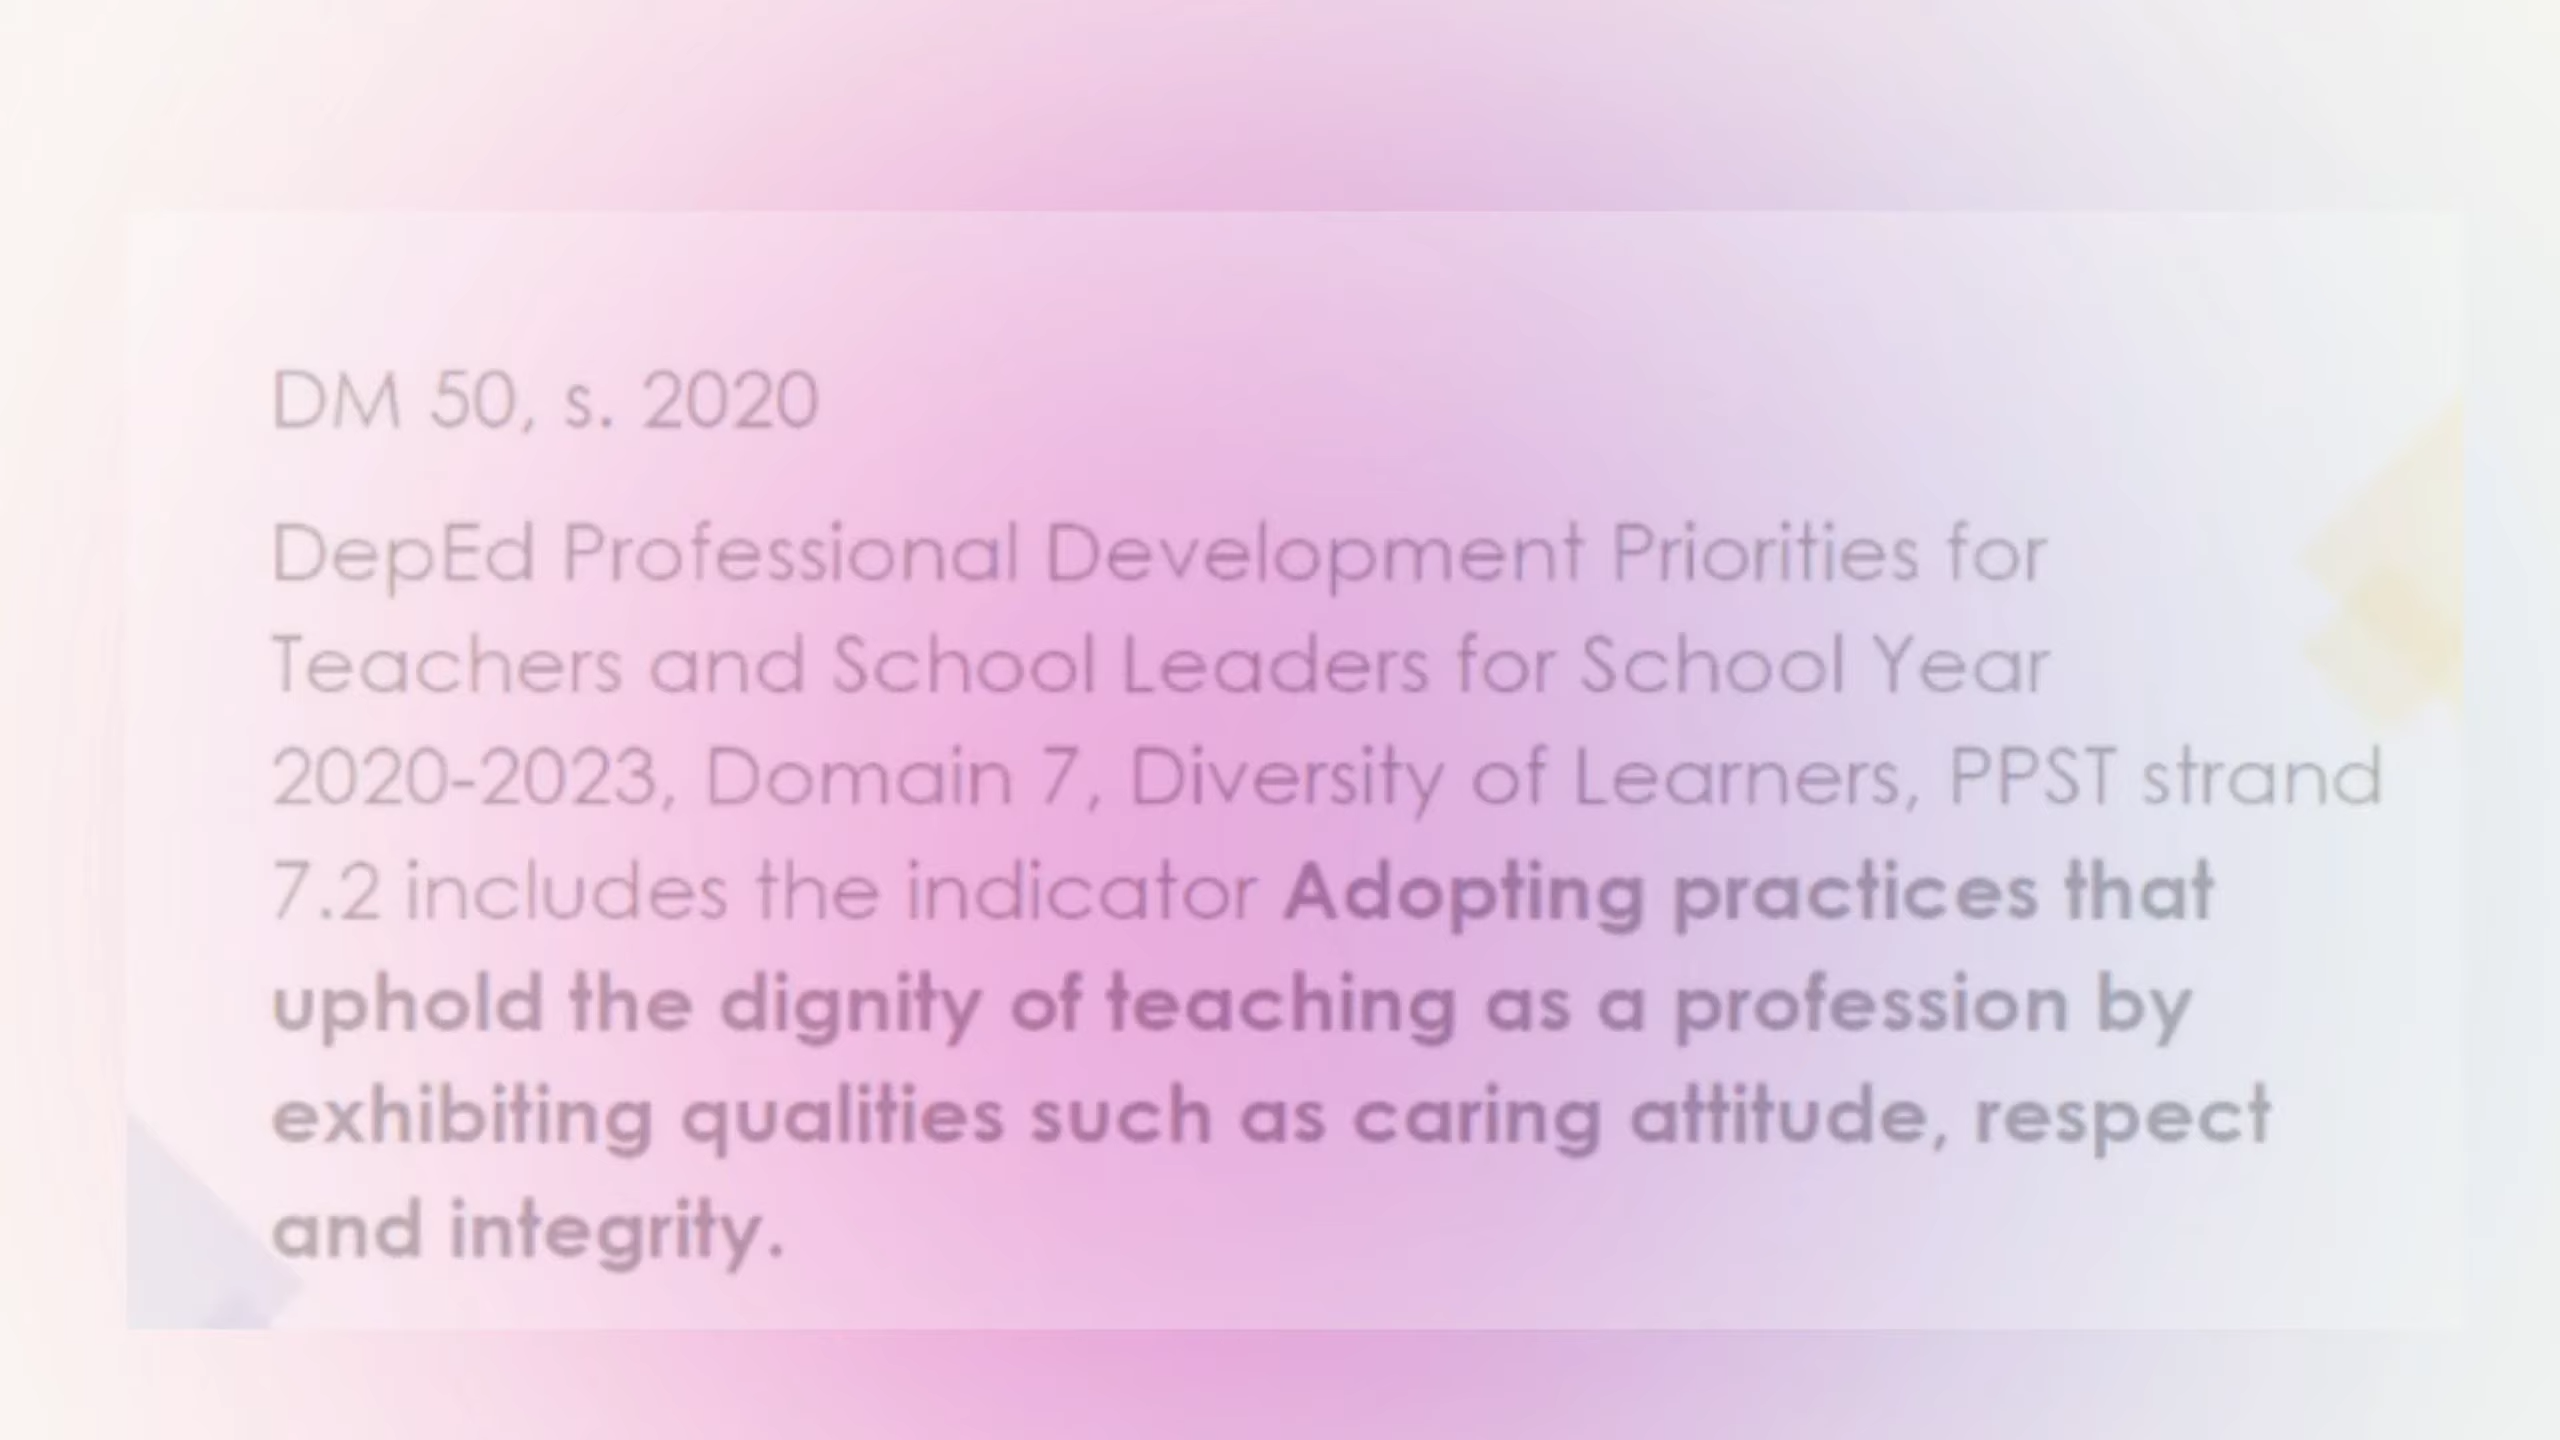 DM 50, s. 2020
DepEd Professional Development Priorities for
Teachers and School Leaders for School Year
2020-2023, Domain 7, Diversity of Learners, PPST strand
7.2 includes the indicator Adopting practices that
uphold the dignity of teaching as a profession by
exhibiting qualities such as caring attitude, respect
and integrity.